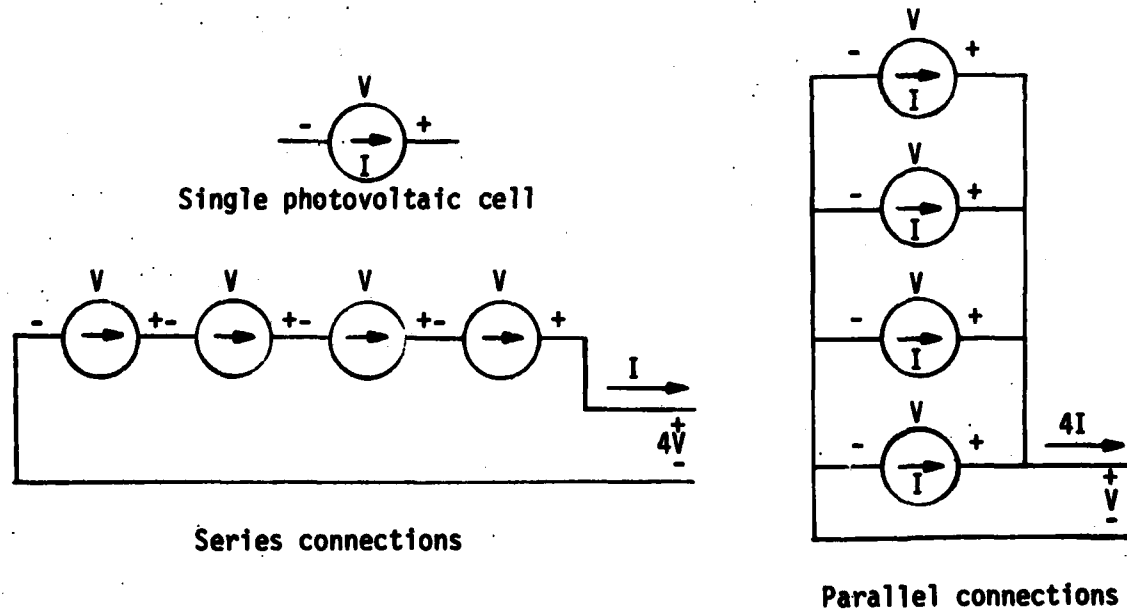 V
- +
I
Single photovoltaic cell
V V V V
- +- +- +- +
I
+
4V
-
Series connections
V
- +
I
V
- +
I
V
- +
I
V
- +
I
4I
+
V
-
Parallel connections